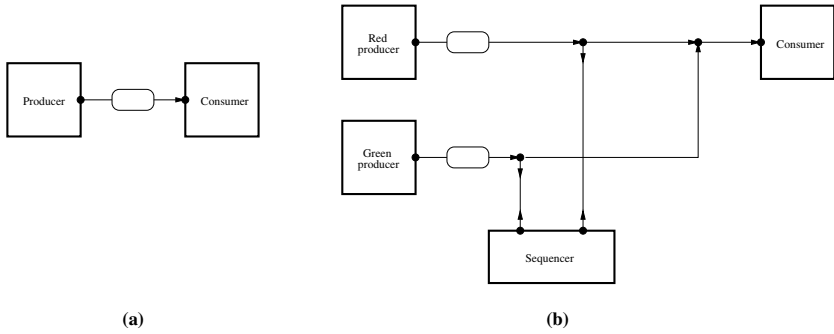 Producer
Consumer
(a)
Red
producer
Consumer
Green
producer
Sequencer
(b)